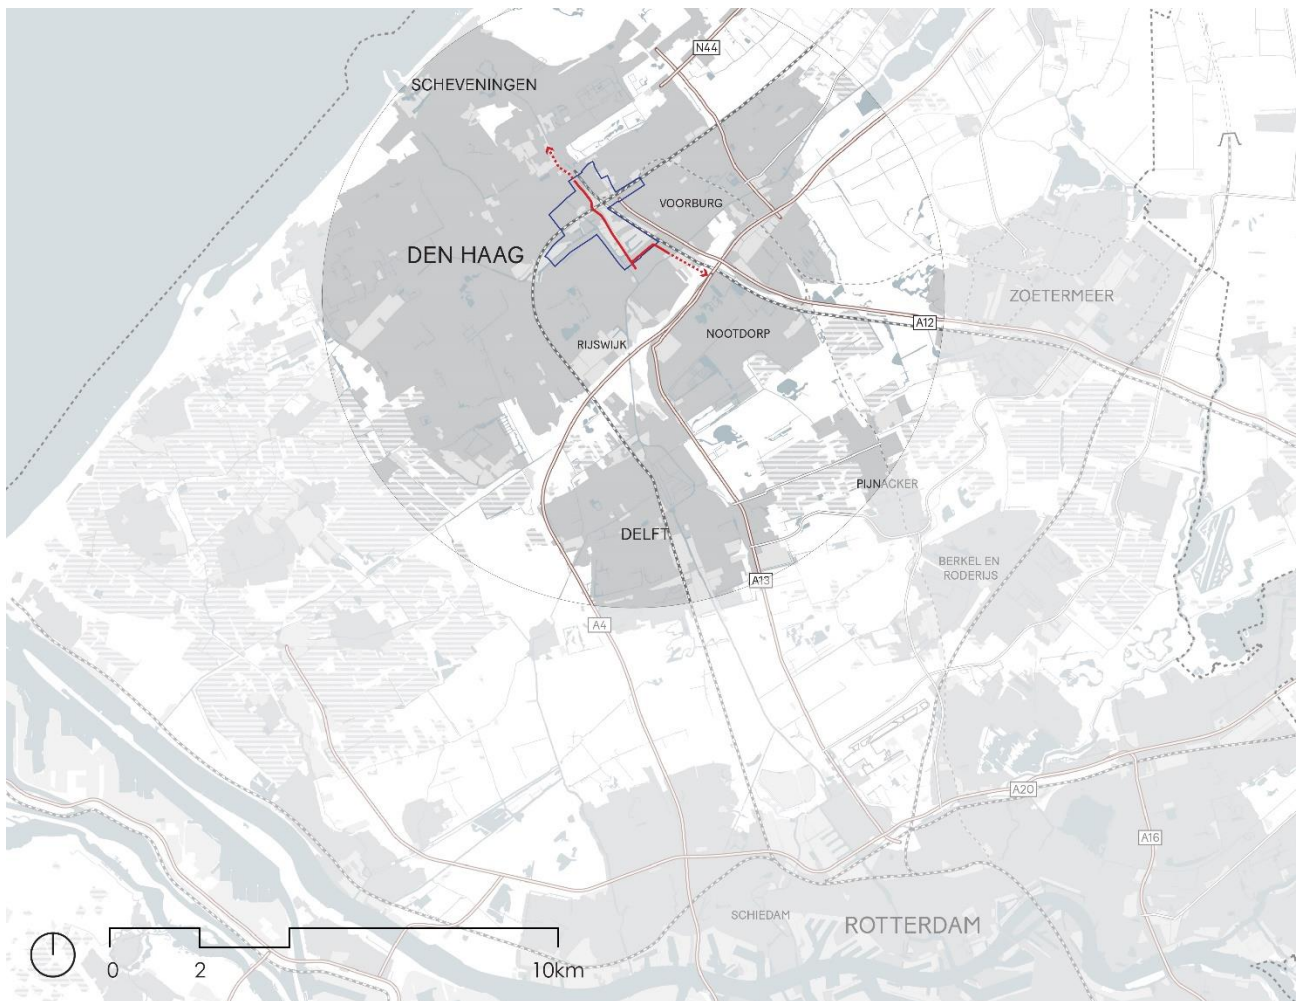 N44
SCHEVENINGEN
VOORBURG
DEN HAAG
ZOETERMEER
A12
NOOTDORP
RIJSWIJK
PIJNACKER
DELFT
BERKEL EN
RODERIJS
A13
A4
A20
A16
SCHIEDAM
ROTTERDAM
0 2 10km